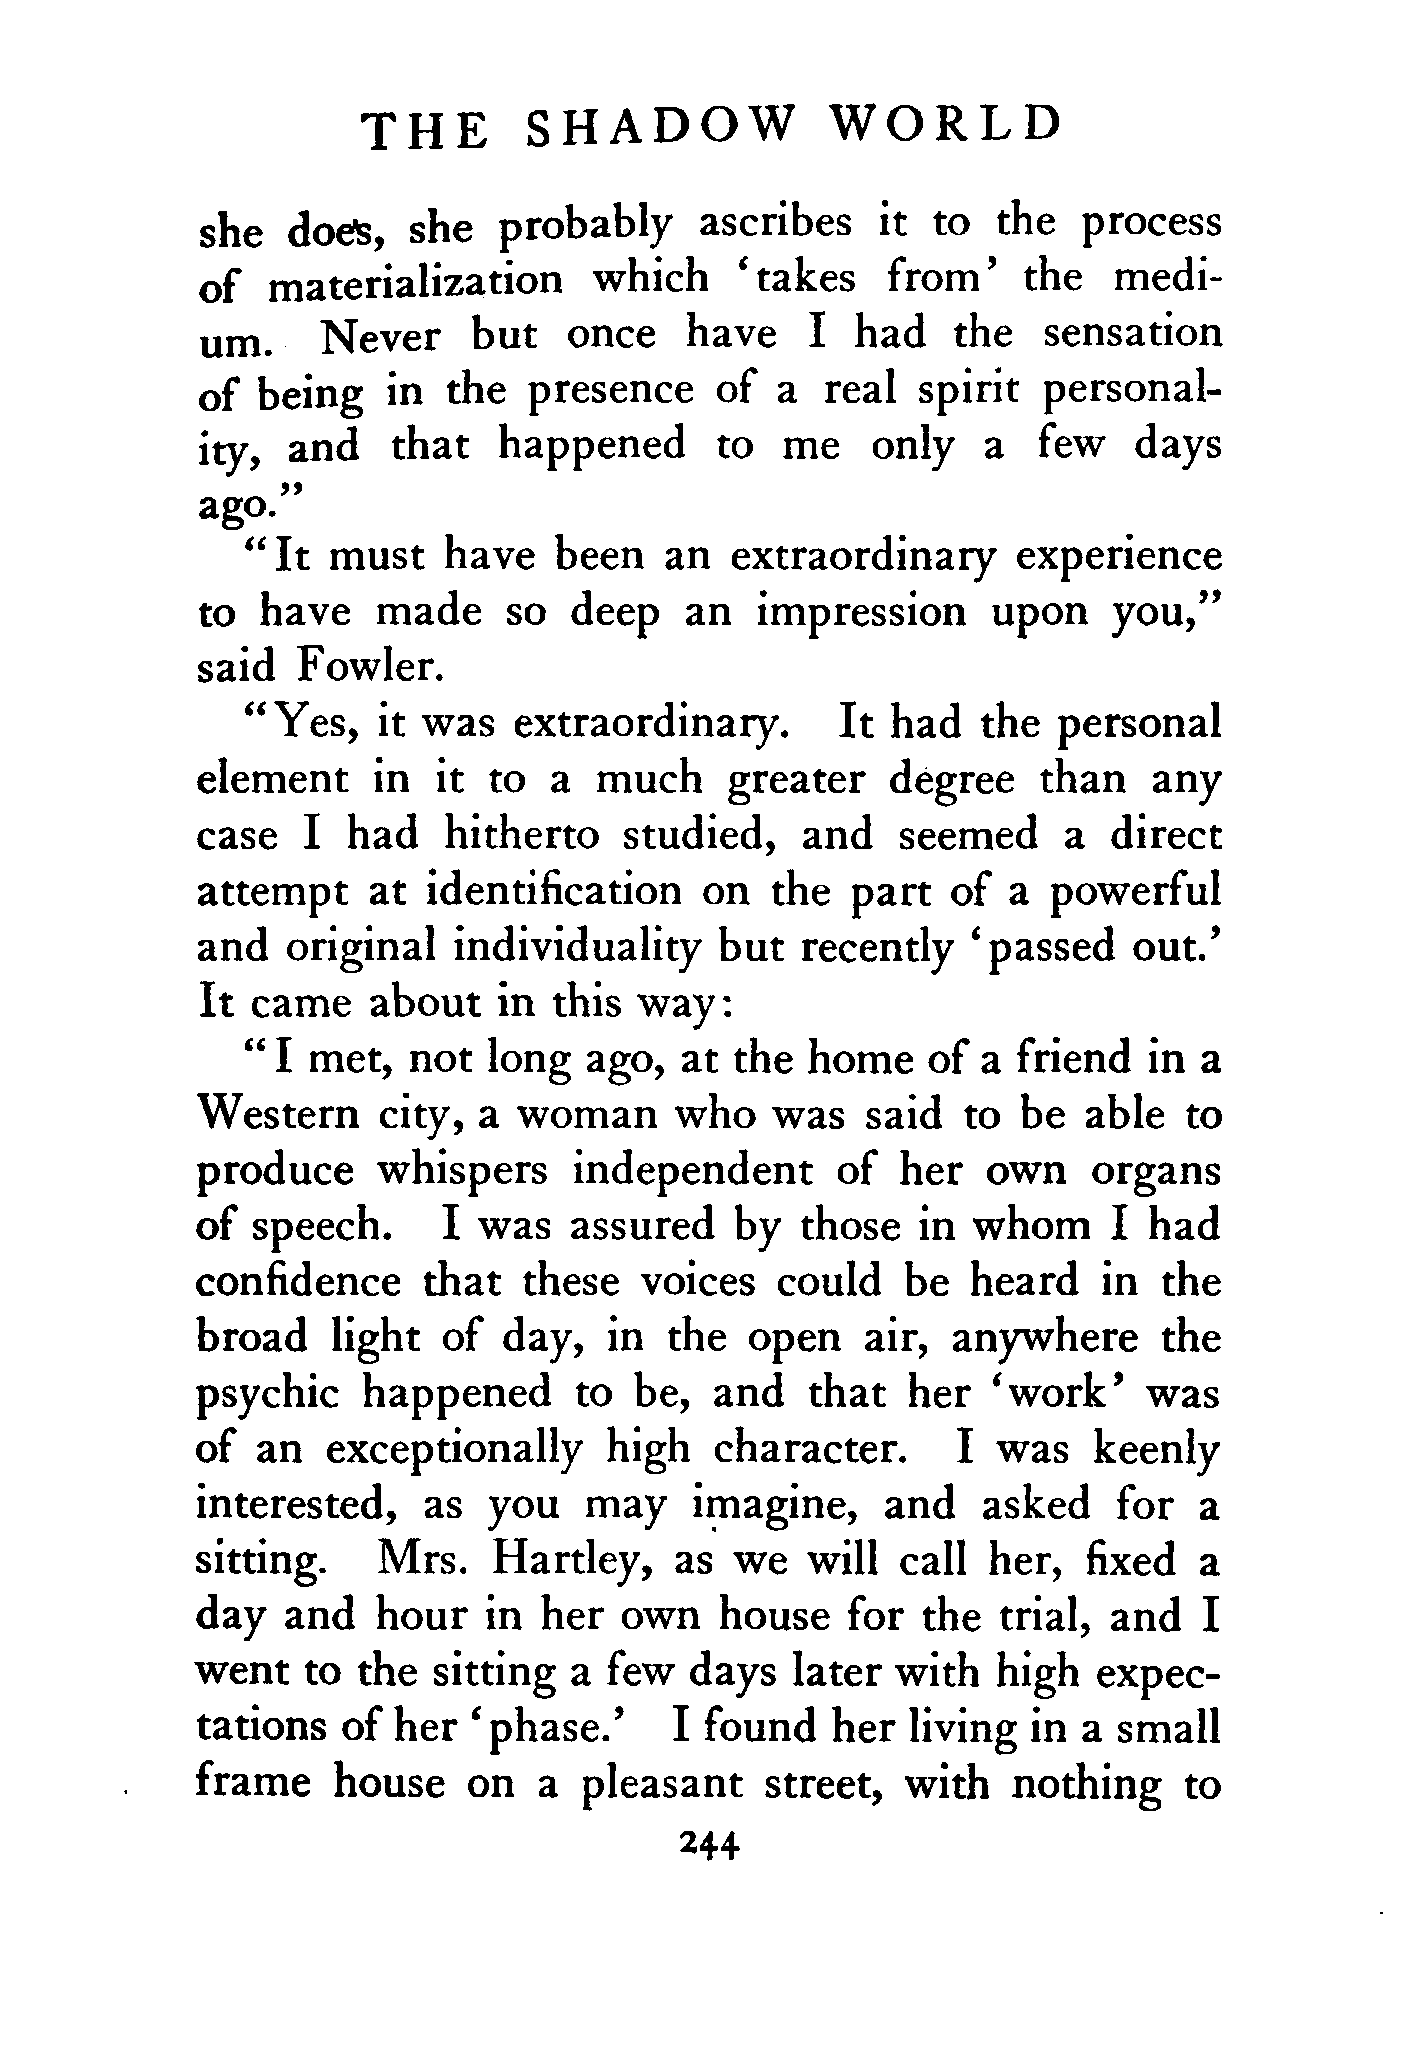 THE SHADOW WORLD
she does, she probably ascribes it to the process
of materialization which ‘takes from’ the medi-
um. Never but once have I had the sensation
of being in the presence of a real spirit personal-
ity, and that happened to me only a few days
ago.”
“It must have been an extraordinary experience
to have made so deep an impression upon you,”
said Fowler.
“Yes, it was extraordinary. It had the personal
element in it to a much greater degree than any
case I had hitherto studied, and seemed a direct
attempt at identification on the part of a powerful
and original individuality but recently ‘passed out.’
It came about in this way:
“I met, not long ago, at the home of a friend in a
Western city, a woman who was said to be able to
produce whispers independent of her own organs
of speech. I was assured by those in whom I had
confidence that these voices could be heard in the
broad light of day, in the open air, anywhere the
psychic happened to be, and that her ‘work’ was
of an exceptionally high character. I was keenly
interested, as you may imagine, and asked for a
sitting. Mrs. Hartley, as we will call her, fixed a
day and hour in her own house for the trial, and I
went to the sitting a few days later with high expec-
tations of her ‘phase.’ I found her living in a small
frame house on a pleasant street, with nothing to
244